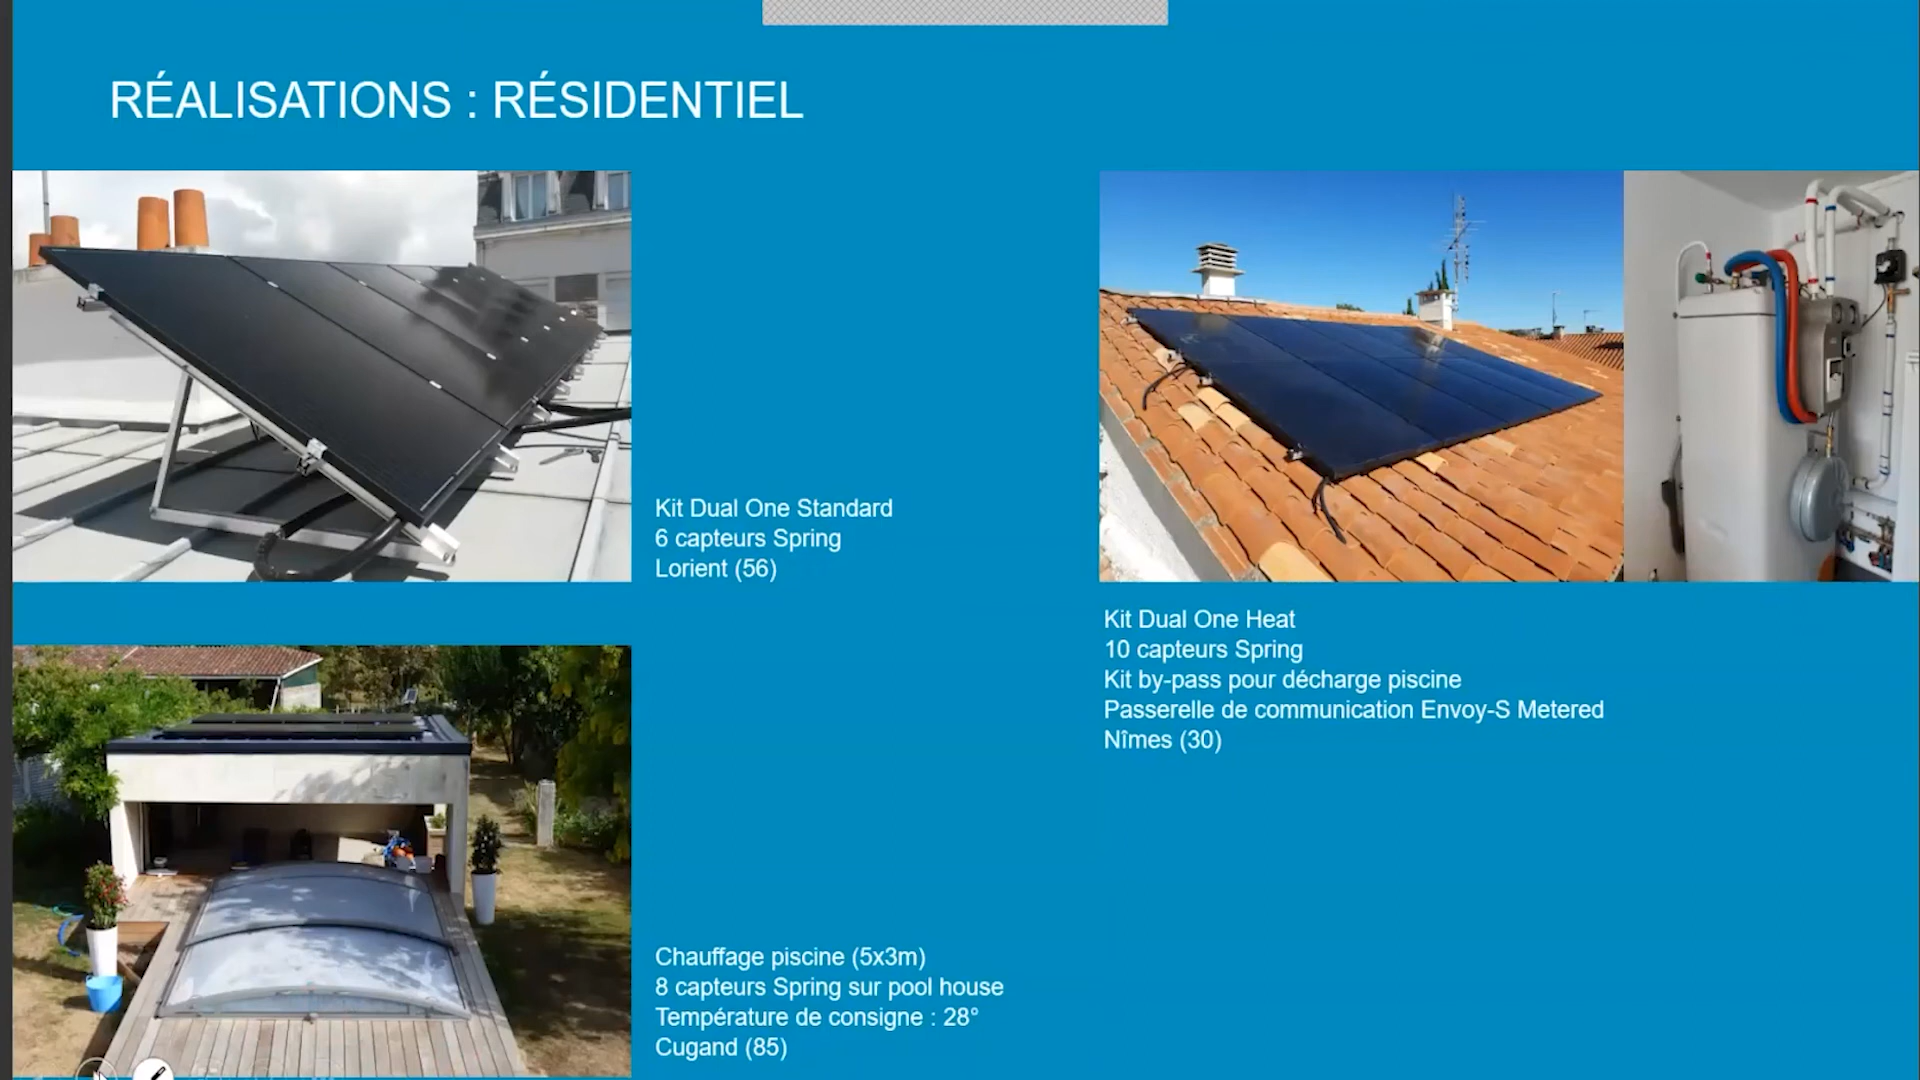 RÉALISATIONS : RÉSIDENTIEL
Kit Dual One Standard
6 capteurs Spring
Lorient (56)
Kit Dual One Heat
10 capteurs Spring
Kit by-pass pour décharge piscine
Passerelle de communication Envoy-S Metered
Nîmes (30)
Chauffage piscine (5x3m)
8 capteurs Spring sur pool house
Température de consigne : 28°
Cugand (85)